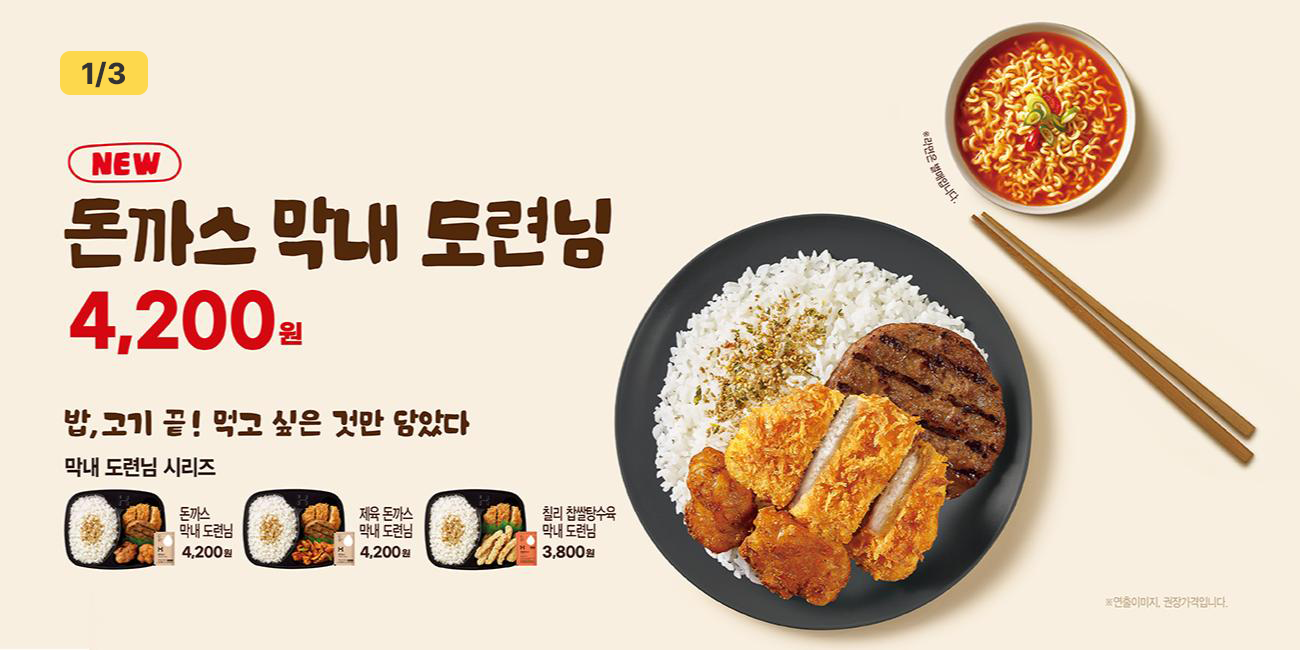 1/3
NEW
돈까스 막내 도련님
4,200원
밥,고기 끝! 먹고 싶은 것만 담았다
막내 도련님 시리즈
돈까스
막내 도련님
4,200원
제육 돈까스
막내 도련님
4,200원
칠리 찹쌀탕수육
막내 도련님
3,800원
※라면은 별매입니다.
※연출이미지, 권장가격입니다.